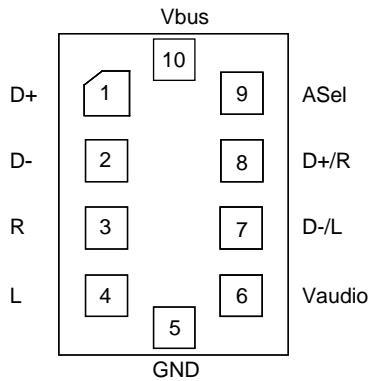 Vbus
10
D+ 1 9 ASel
D- 2 8 D+/R
R 3 7 D-/L
L 4 6 Vaudio
5
GND